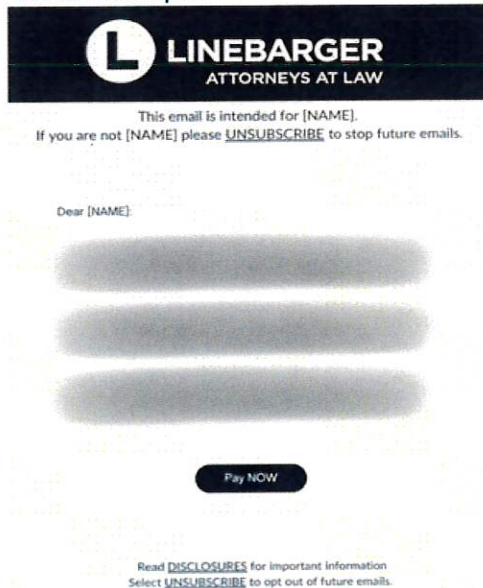 L LINEBARGER
ATTORNEYS AT LAW
This email is intended for [NAME].
If you are not [NAME] please UNSUBSCRIBE to stop future emails.
Dear [NAME]:
Pay NOW
Read DISCLOSURES for important information
Select UNSUBSCRIBE to opt out of future emails.